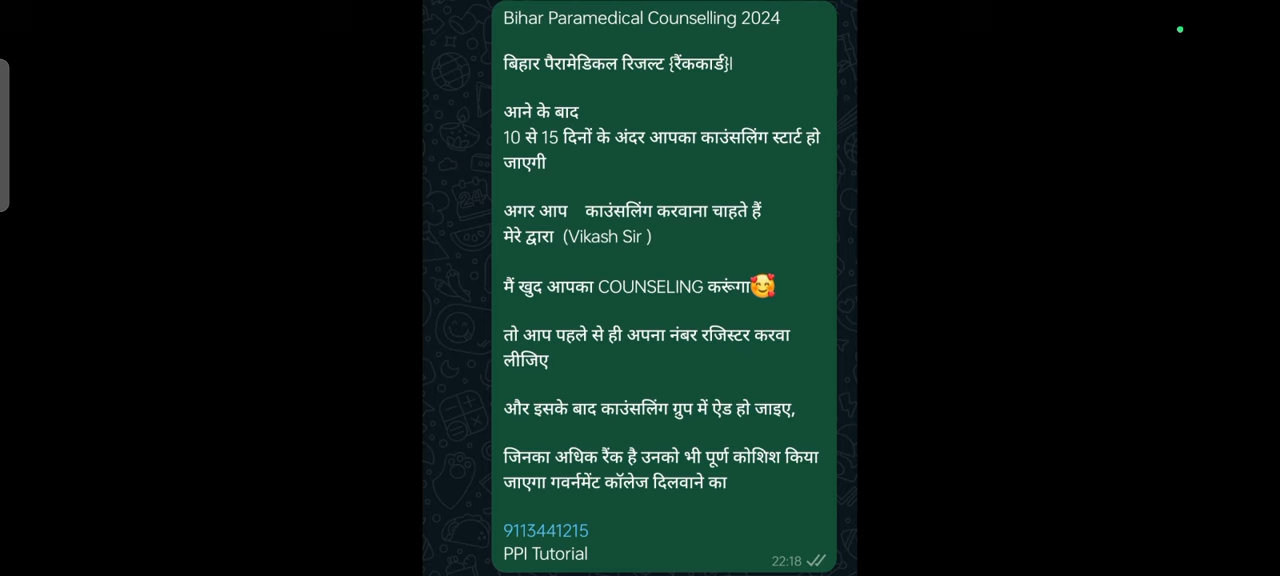 Bihar Paramedical Counselling 2024
बिहार पैरामेडिकल रिजल्ट {रैंककार्ड}l
आने के बाद
10 से 15 दिनों के अंदर आपका काउंसलिंग स्टार्ट हो
जाएगी
अगर आप काउंसलिंग करवाना चाहते हैं
मेरे द्वारा (Vikash Sir )
मैं खुद आपका COUNSELING करूंगा🥰
तो आप पहले से ही अपना नंबर रजिस्टर करवा
लीजिए
और इसके बाद काउंसलिंग ग्रुप में ऐड हो जाइए,
जिनका अधिक रैंक है उनको भी पूर्ण कोशिश किया
जाएगा गवर्नमेंट कॉलेज दिलवाने का
9113441215
PPI Tutorial
22:18